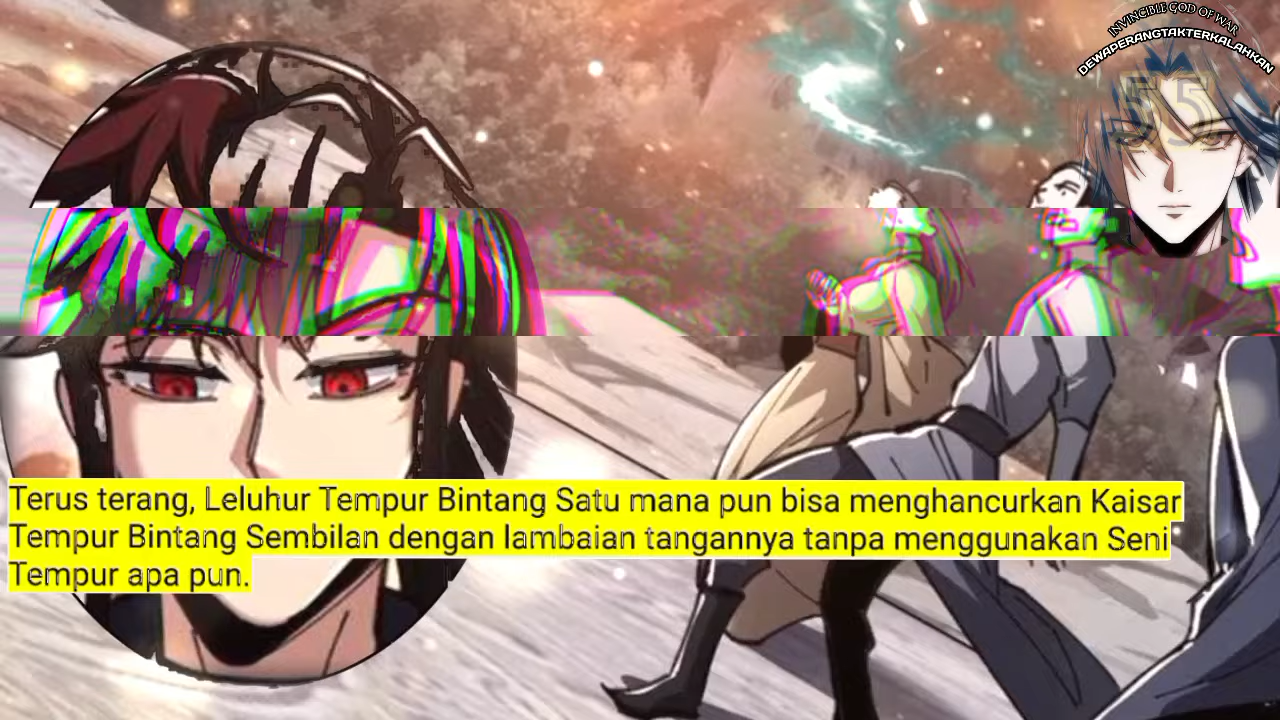 INVINCIBLE GOD OF WAR
DEWAPERANGTAKTERKALAHKAN
55
Terus terang, Leluhur Tempur Bintang Satu mana pun bisa menghancurkan Kaisar
Tempur Bintang Sembilan dengan lambaian tangannya tanpa menggunakan Seni
Tempur apa pun.